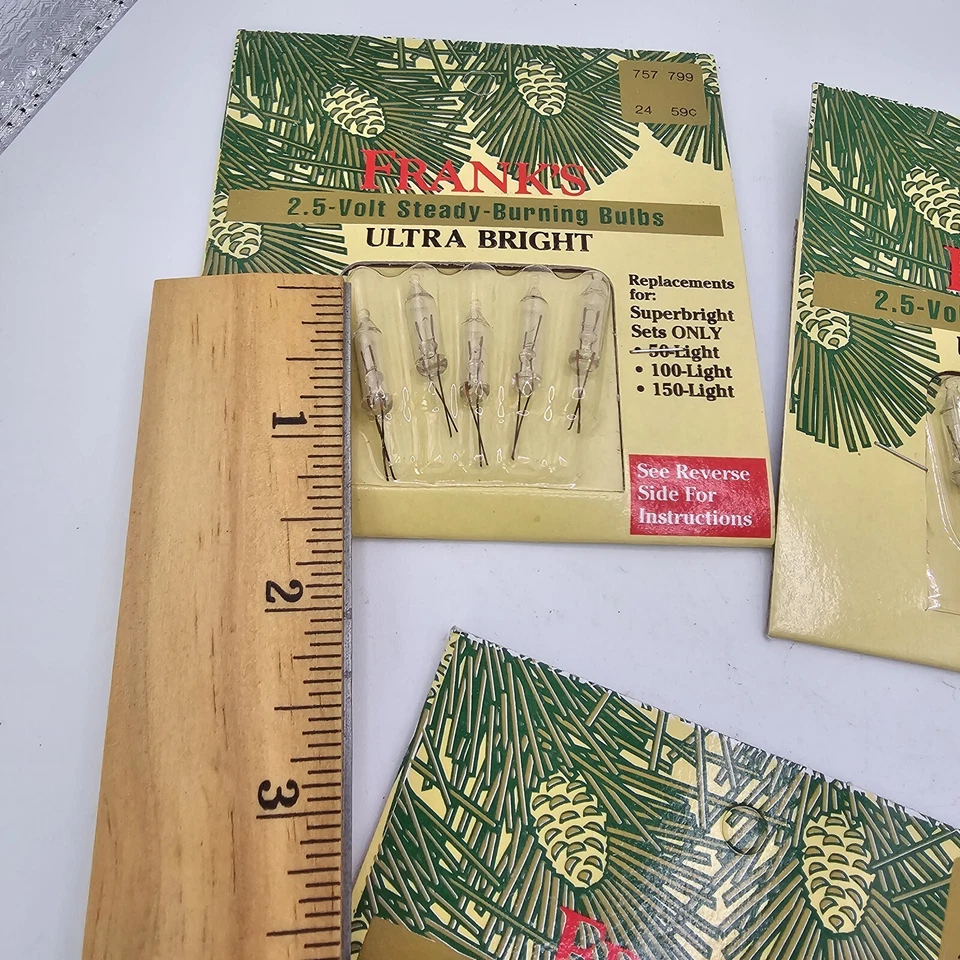 757 799
24 59¢
FRANK'S
2.5-Volt Steady-Burning Bulbs
ULTRA BRIGHT
Replacements
for:
Superbright
Sets ONLY
• 50-Light
• 100-Light
• 150-Light
See Reverse
Side For
Instructions
1
2
3
2.5-Vo